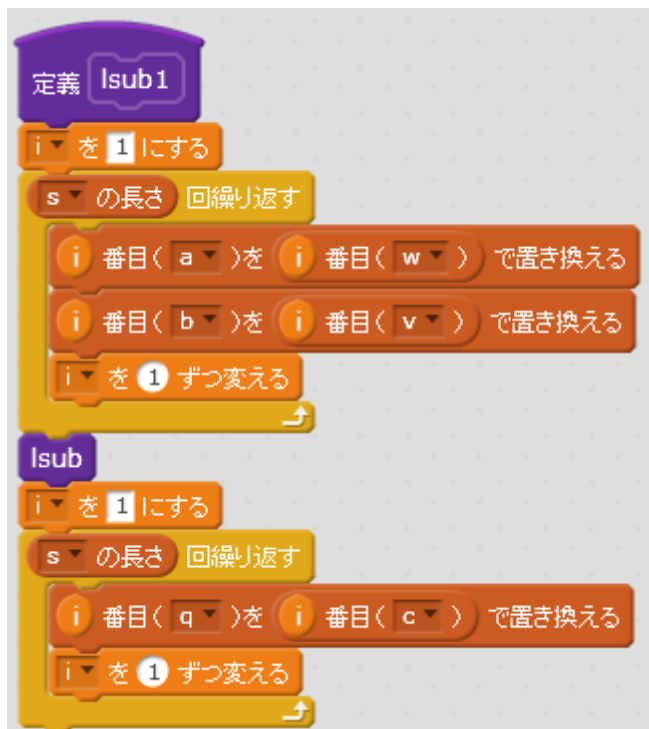 定義 lsub1
i を 1 にする
s の長さ 回繰り返す
i 番目( a )を i 番目( w ) で置き換える
i 番目( b )を i 番目( v ) で置き換える
i を 1 ずつ変える
lsub
i を 1 にする
s の長さ 回繰り返す
i 番目( q )を i 番目( c ) で置き換える
i を 1 ずつ変える